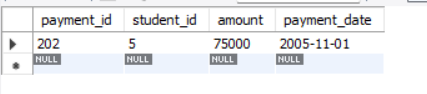 payment_id student_id amount payment_date
202 5 75000 2005-11-01
NULL NULL NULL NULL